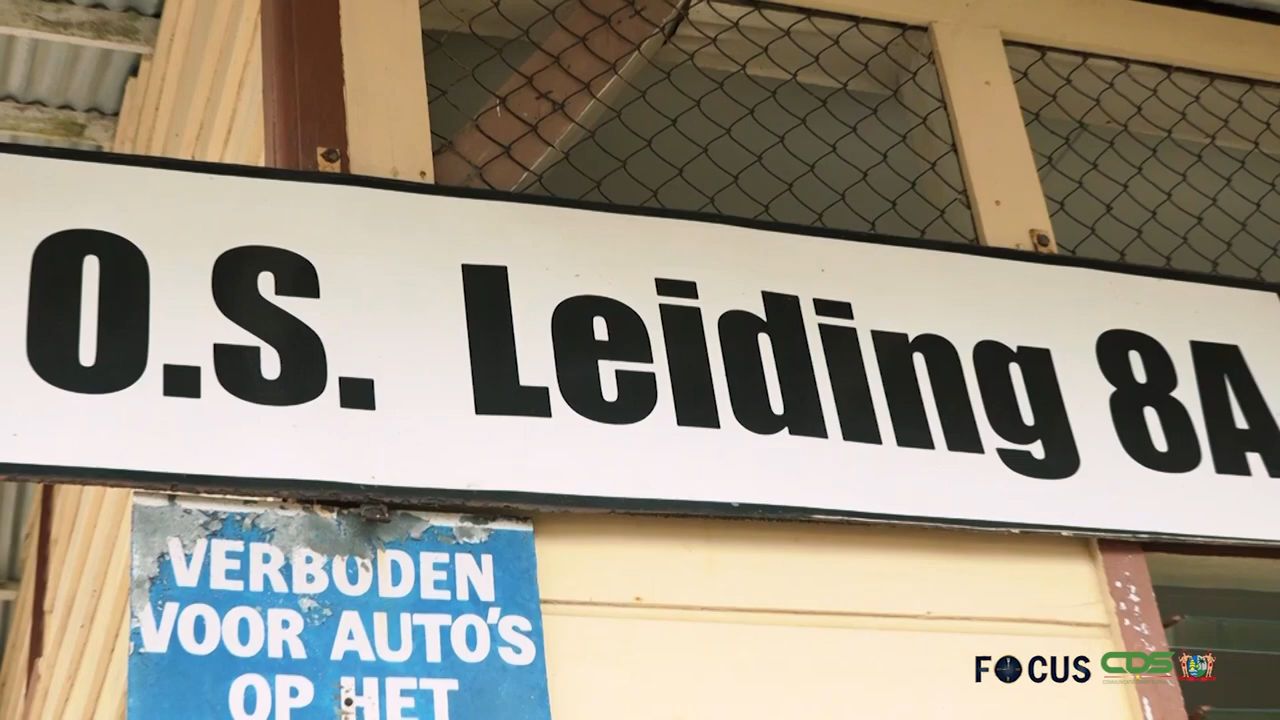 O.S. Leiding 8A
VERBODEN
VOOR AUTO'S
OP HET
FOCUS CDS